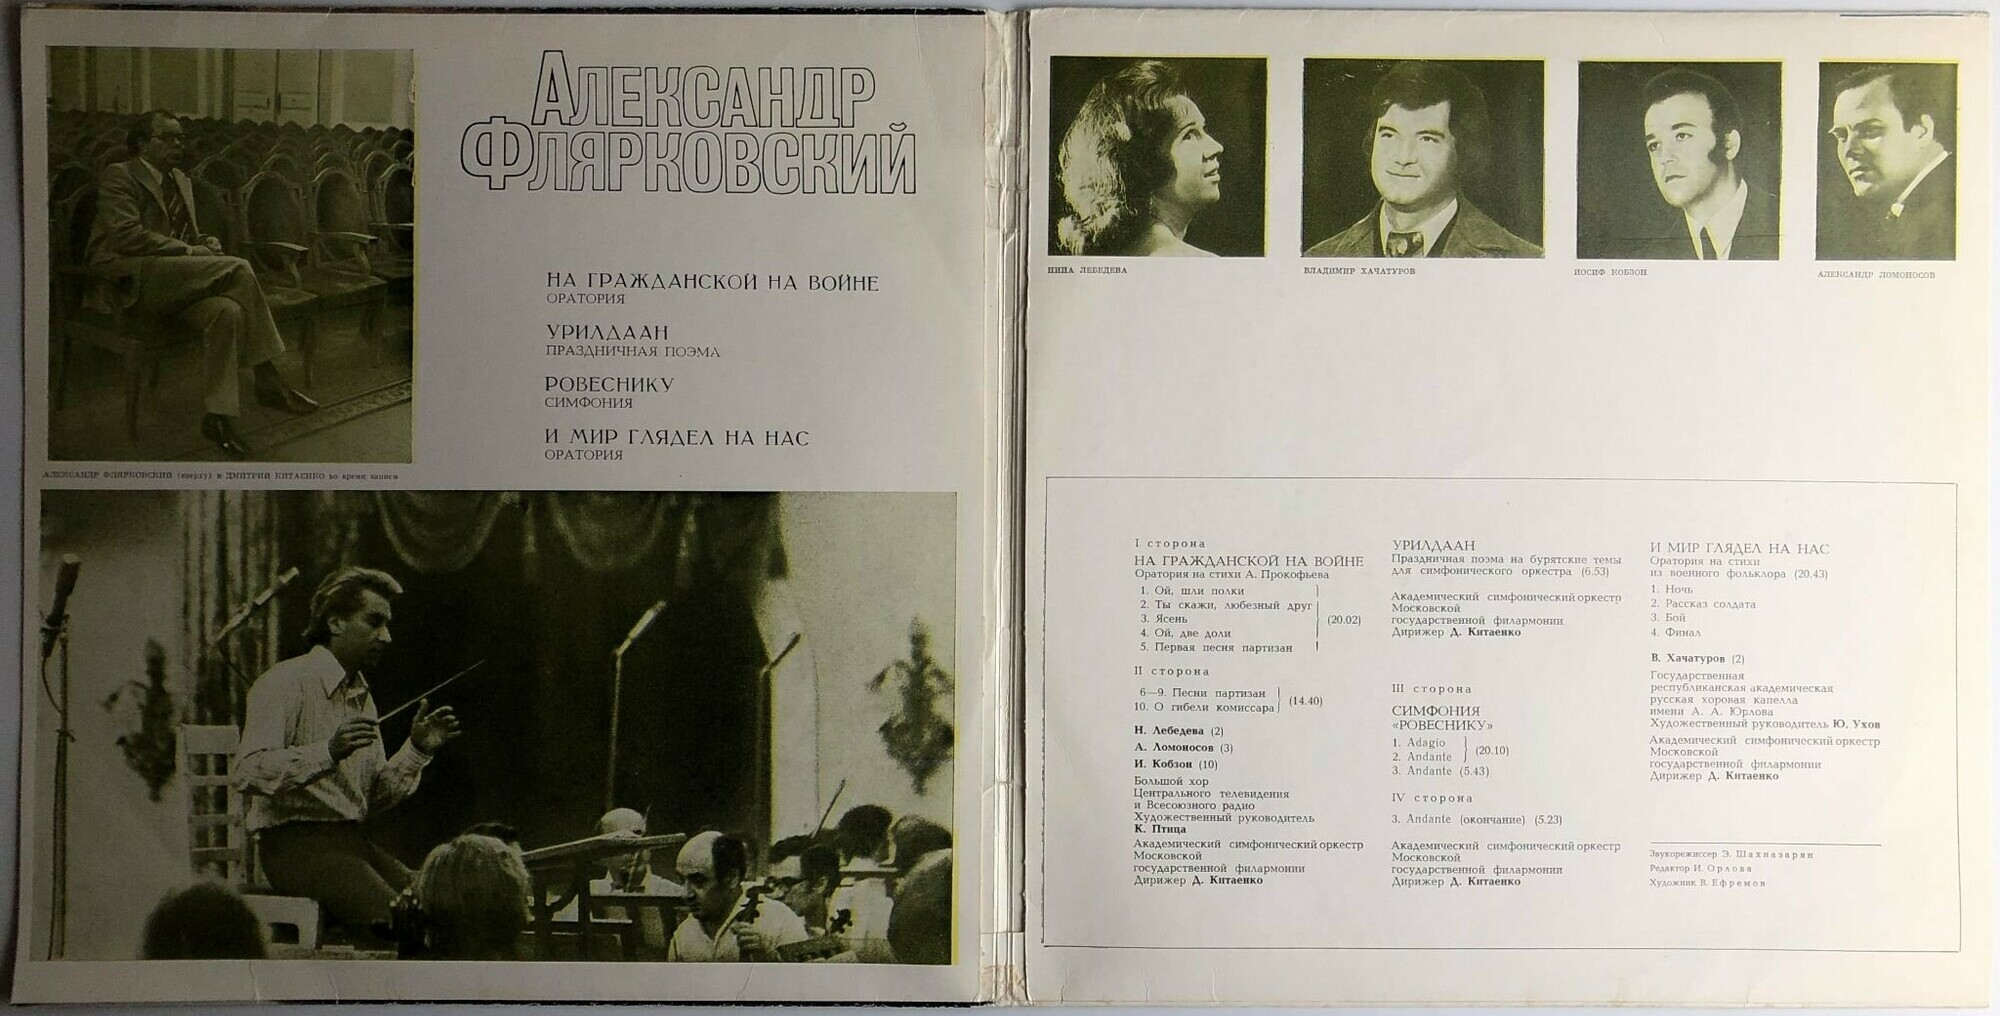 АЛЕКСАНДР
ФЛЯРКОВСКИЙ
НА ГРАЖДАНСКОЙ НА ВОЙНЕ
ОРАТОРИЯ
УРИЛДААН
ПРАЗДНИЧНАЯ ПОЭМА
РОВЕСНИКУ
СИМФОНИЯ
И МИР ГЛЯДЕЛ НА НАС
ОРАТОРИЯ
АЛЕКСАНДР ФЛЯРКОВСКИЙ (вверху) и ДМИТРИЙ КИТАЕНКО во время записи
НИНА ЛЕБЕДЕВА
ВЛАДИМИР ХАЧАТУРОВ
ИОСИФ КОБЗОН
АЛЕКСАНДР ЛОМОНОСОВ
I сторона
НА ГРАЖДАНСКОЙ НА ВОЙНЕ
Оратория на стихи А. Прокофьева
1. Ой, шли полки
2. Ты скажи, любезный друг
3. Ясень
4. Ой, две доли
5. Первая песня партизан
(20.02)
II сторона
6—9. Песни партизан
10. О гибели комиссара
(14.40)
Н. Лебедева (2)
А. Ломоносов (3)
И. Кобзон (10)
Большой хор
Центрального телевидения
и Всесоюзного радио
Художественный руководитель
К. Птица
Академический симфонический оркестр
Московской
государственной филармонии
Дирижер Д. Китаенко
УРИЛДААН
Праздничная поэма на бурятские темы
для симфонического оркестра (6.53)
Академический симфонический оркестр
Московской
государственной филармонии
Дирижер Д. Китаенко
III сторона
СИМФОНИЯ
«РОВЕСНИКУ»
1. Adagio
2. Andante
(20.10)
3. Andante (5.43)
IV сторона
3. Andante (окончание) (5.23)
Академический симфонический оркестр
Московской
государственной филармонии
Дирижер Д. Китаенко
И МИР ГЛЯДЕЛ НА НАС
Оратория на стихи
из военного фольклора (20.43)
1. Ночь
2. Рассказ солдата
3. Бой
4. Финал
В. Хачатуров (2)
Государственная
республиканская академическая
русская хоровая капелла
имени А. А. Юрлова
Художественный руководитель Ю. Ухов
Академический симфонический оркестр
Московской
государственной филармонии
Дирижер Д. Китаенко
Звукорежиссер Э. Шахназарян
Редактор И. Орлова
Художник В. Ефремов